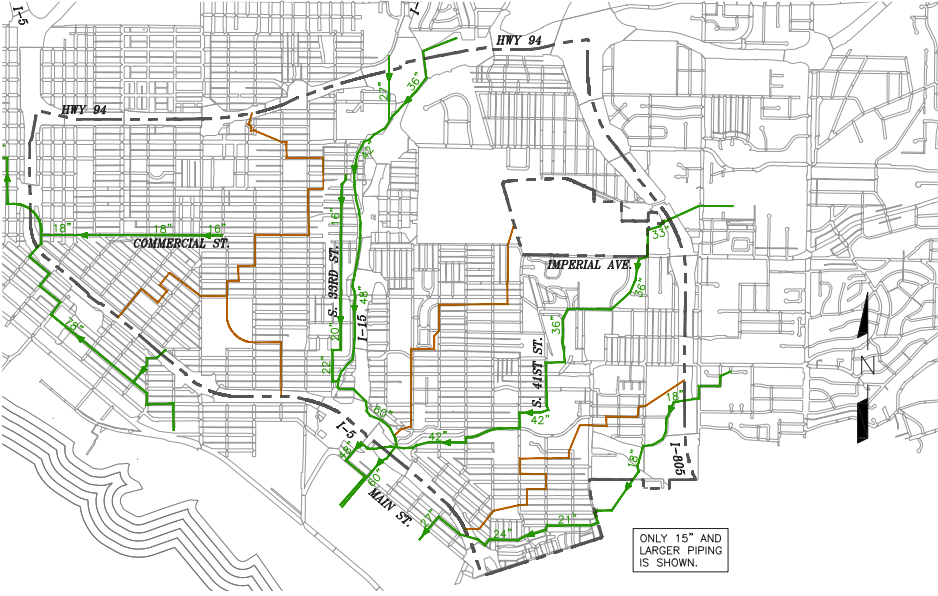 I-5
I-
HWY 94
36"
27"
HWY 94
42"
16"
18"
18"
16"
COMMERCIAL ST.
33"
IMPERIAL AVE.
36"
S. 33RD ST.
48"
I-15
36"
20"
22"
S. 41ST ST.
N
18"
60"
42"
I-5
42"
48"
60"
18"
I-805
MAIN ST.
27"
21"
24"
ONLY 15" AND
LARGER PIPING
IS SHOWN.